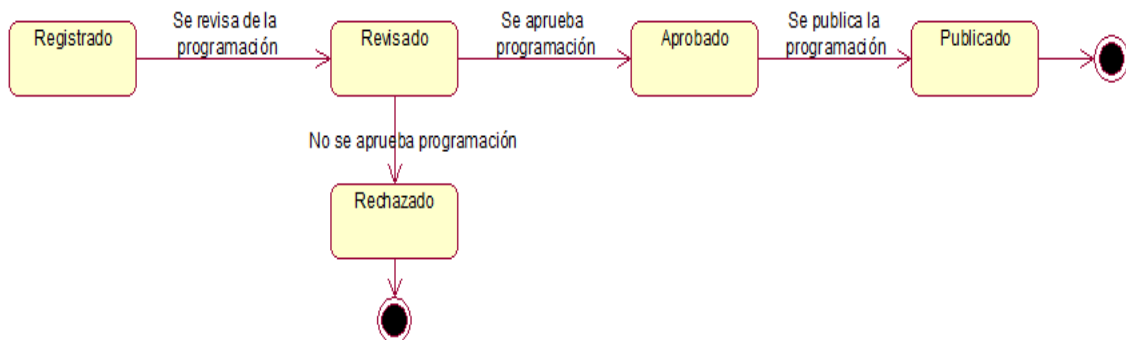 Registrado
Se revisa de la
programación
Revisado
Se aprueba
programación
Aprobado
Se publica la
programación
Publicado
No se aprueba programación
Rechazado